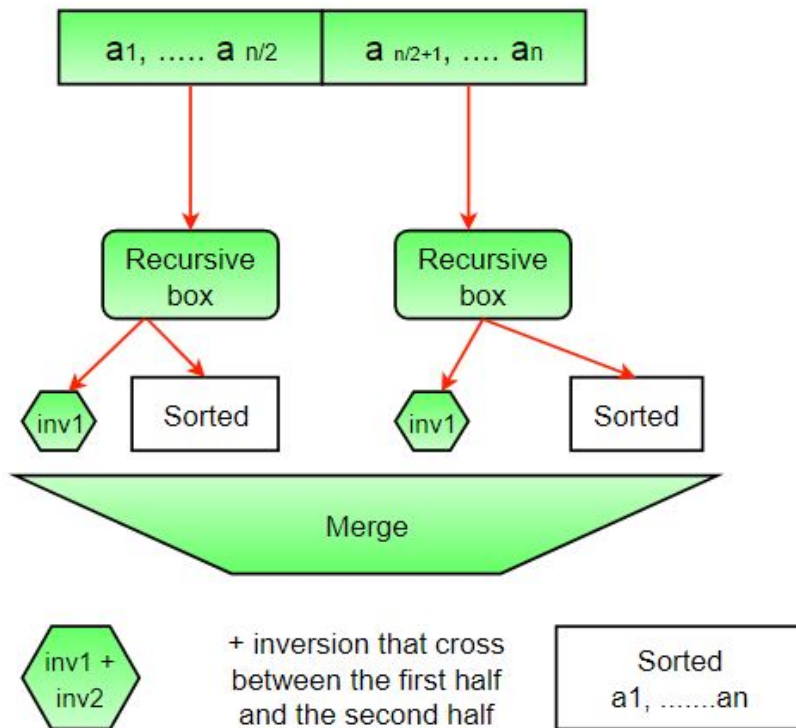 a1, ..... a n/2
a n/2+1, .... an
Recursive
box
Recursive
box
inv1
Sorted
inv1
Sorted
Merge
inv1 +
inv2
+ inversion that cross
between the first half
and the second half
Sorted
a1, .......an